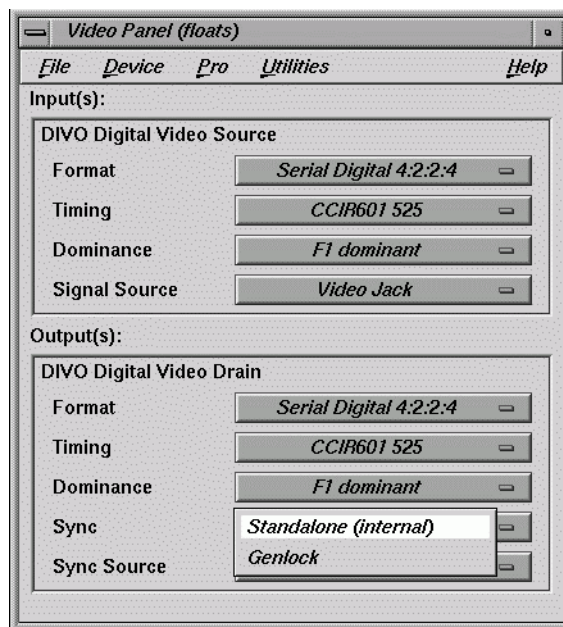 Video Panel (floats)
File Device Pro Utilities Help
Input(s):
DIVO Digital Video Source
Format Serial Digital 4:2:2:4
Timing CCIR601 525
Dominance F1 dominant
Signal Source Video Jack
Output(s):
DIVO Digital Video Drain
Format Serial Digital 4:2:2:4
Timing CCIR601 525
Dominance F1 dominant
Sync Standalone (internal)
Genlock
Sync Source